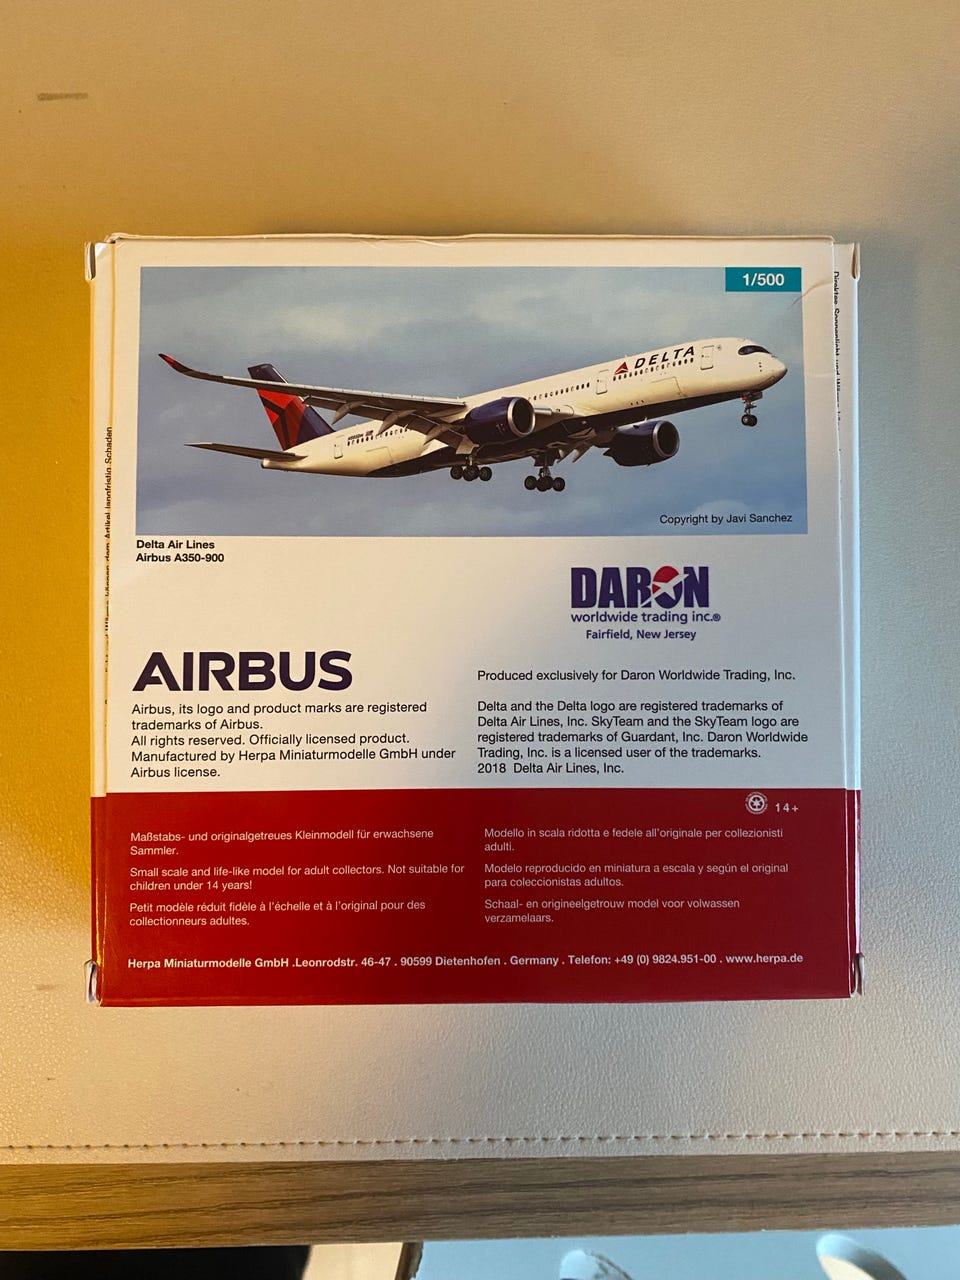 1/500
DELTA
Copyright by Javi Sanchez
Delta Air Lines
Airbus A350-900
DARON
worldwide trading inc.®
Fairfield, New Jersey
AIRBUS
Airbus, its logo and product marks are registered
trademarks of Airbus.
All rights reserved. Officially licensed product.
Manufactured by Herpa Miniaturmodelle GmbH under
Airbus license.
Produced exclusively for Daron Worldwide Trading, Inc.
Delta and the Delta logo are registered trademarks of
Delta Air Lines, Inc. SkyTeam and the SkyTeam logo are
registered trademarks of Guardant, Inc. Daron Worldwide
Trading, Inc. is a licensed user of the trademarks.
2018 Delta Air Lines, Inc.
14+
Maßstabs- und originalgetreues Kleinmodell für erwachsene
Sammler.
Small scale and life-like model for adult collectors. Not suitable for
children under 14 years!
Petit modèle réduit fidèle à l'échelle et à l'original pour des
collectionneurs adultes.
Modello in scala ridotta e fedele all'originale per collezionisti
adulti.
Modelo reproducido en miniatura a escala y según el original
para coleccionistas adultos.
Schaal- en origineelgetrouw model voor volwassen
verzamelaars.
Herpa Miniaturmodelle GmbH .Leonrodstr. 46-47 . 90599 Dietenhofen . Germany . Telefon: +49 (0) 9824.951-00 . www.herpa.de
dem Artikel langfristig Schaden
Direktes Sonnenlicht und